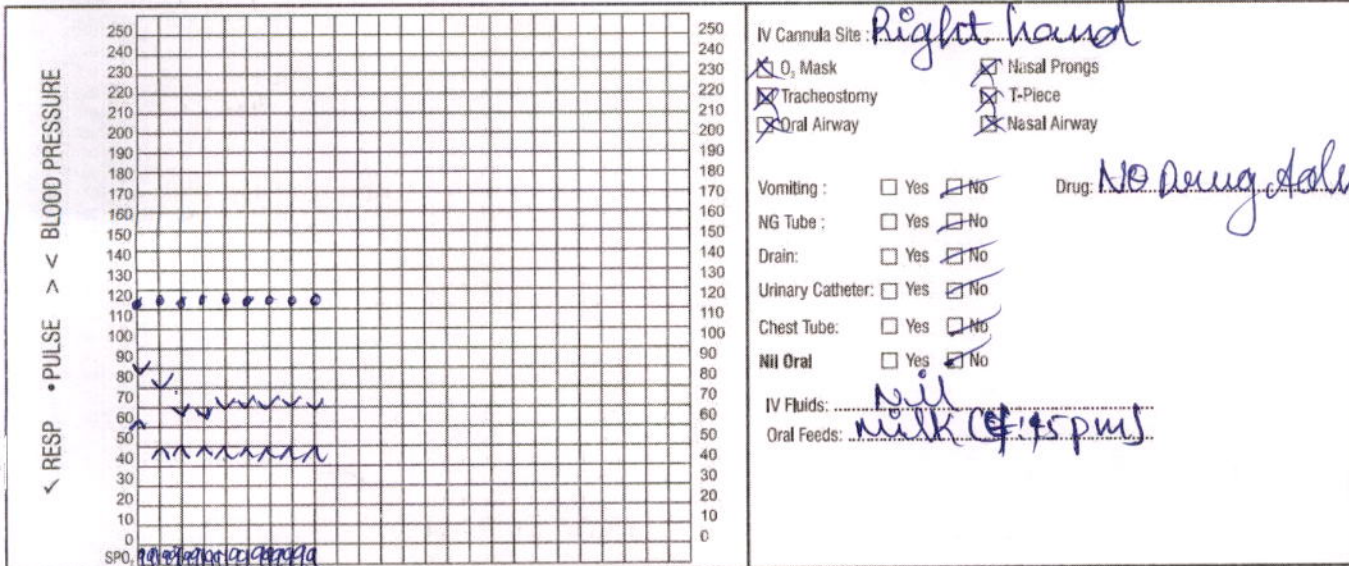 < RESP • PULSE > < BLOOD PRESSURE
250 250
240 240
230 230
220 220
210 210
200 200
190 190
180 180
170 170
160 160
150 150
140 140
130 130
120 120
110 110
100 100
90 90
80 80
70 70
60 60
50 50
40 40
30 30
20 20
10 10
0 0
SPO₂
IV Cannula Site : Right hand
O₂ Mask Nasal Prongs
Tracheostomy T-Piece
Oral Airway Nasal Airway
Vomiting : Yes No Drug: NO Drug
NG Tube : Yes No
Drain: Yes No
Urinary Catheter: Yes No
Chest Tube: Yes No
Nil Oral Yes No
IV Fluids: Nil
Oral Feeds: Milk